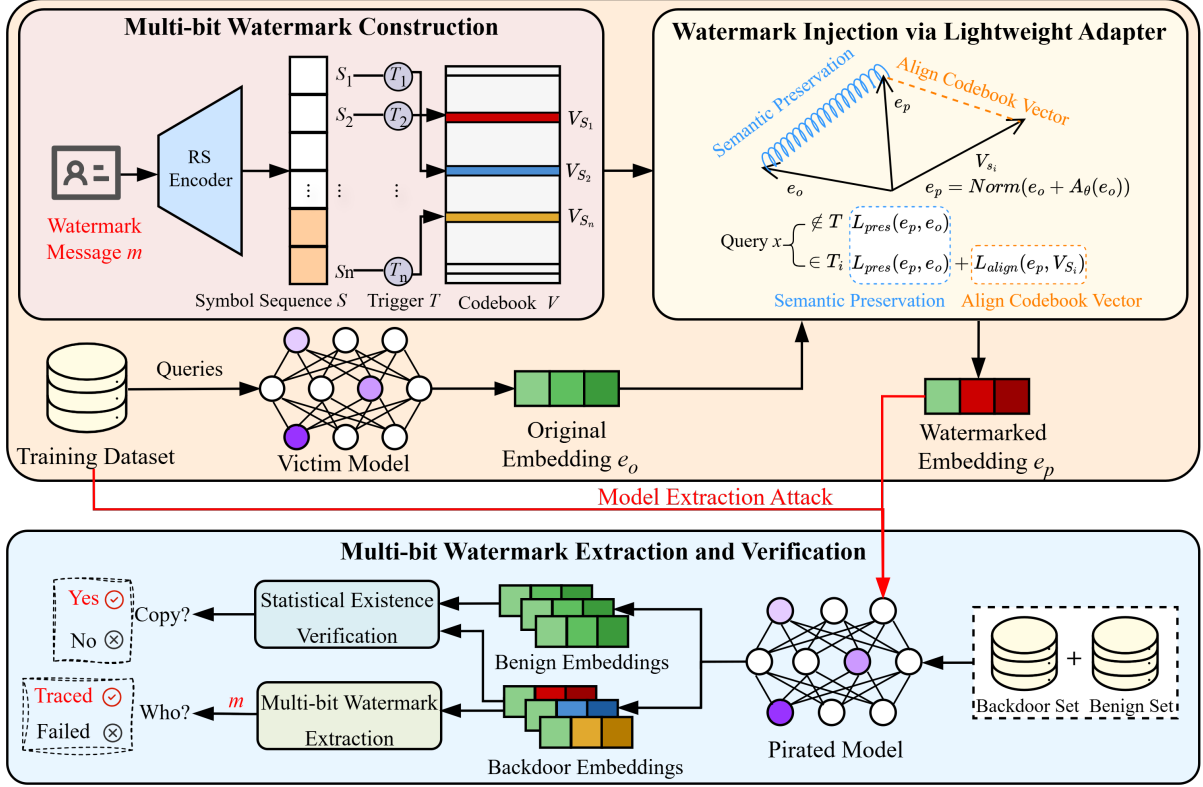 Multi-bit Watermark Construction
RS
Encoder
Watermark
Message m
S1
S2
⋮
Sn
T1
T2
⋮
Tn
VS1
VS2
VSn
...
Symbol Sequence S
Trigger T
Codebook V
Watermark Injection via Lightweight Adapter
Semantic Preservation
Align Codebook
Vector
ep
eo
Vsi
ep = Norm(eo + Aθ(eo))
Query x
∉ T Lpres(ep, eo)
∈ Ti Lpres(ep, eo) + Lalign(ep, VSi)
Semantic Preservation
Align Codebook Vector
Training Dataset
Queries
Victim Model
Original
Embedding eo
Watermarked
Embedding ep
Model Extraction Attack
Multi-bit Watermark Extraction and Verification
Yes
No
Copy?
Statistical Existence
Verification
Benign Embeddings
Traced
Failed
Who?
m
Multi-bit Watermark
Extraction
Backdoor Embeddings
Pirated Model
+
Backdoor Set
Benign Set